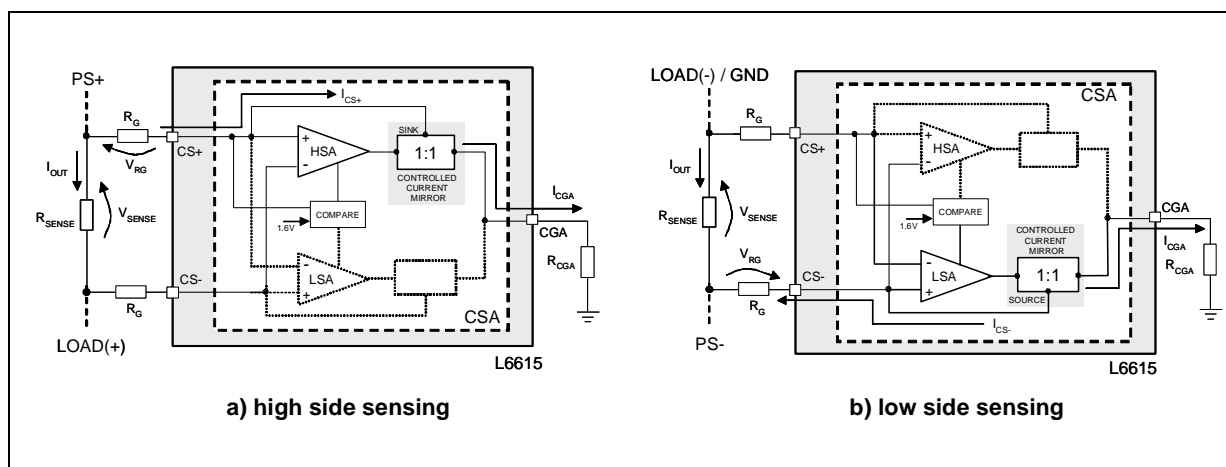 PS+
R_G
I_CS+
CS+
V_RG
I_OUT
R_SENSE
V_SENSE
+
-
HSA
SINK
1:1
CONTROLLED
CURRENT
MIRROR
COMPARE
1.6V
I_CGA
CGA
R_CGA
-
+
LSA
CS-
R_G
CSA
LOAD(+)
L6615
a) high side sensing
LOAD(-) / GND
CSA
R_G
CS+
I_OUT
R_SENSE
V_SENSE
+
-
HSA
COMPARE
1.6V
CGA
I_CGA
R_CGA
CONTROLLED
CURRENT
MIRROR
1:1
SOURCE
-
+
LSA
V_RG
CS-
R_G
I_CS-
PS-
L6615
b) low side sensing